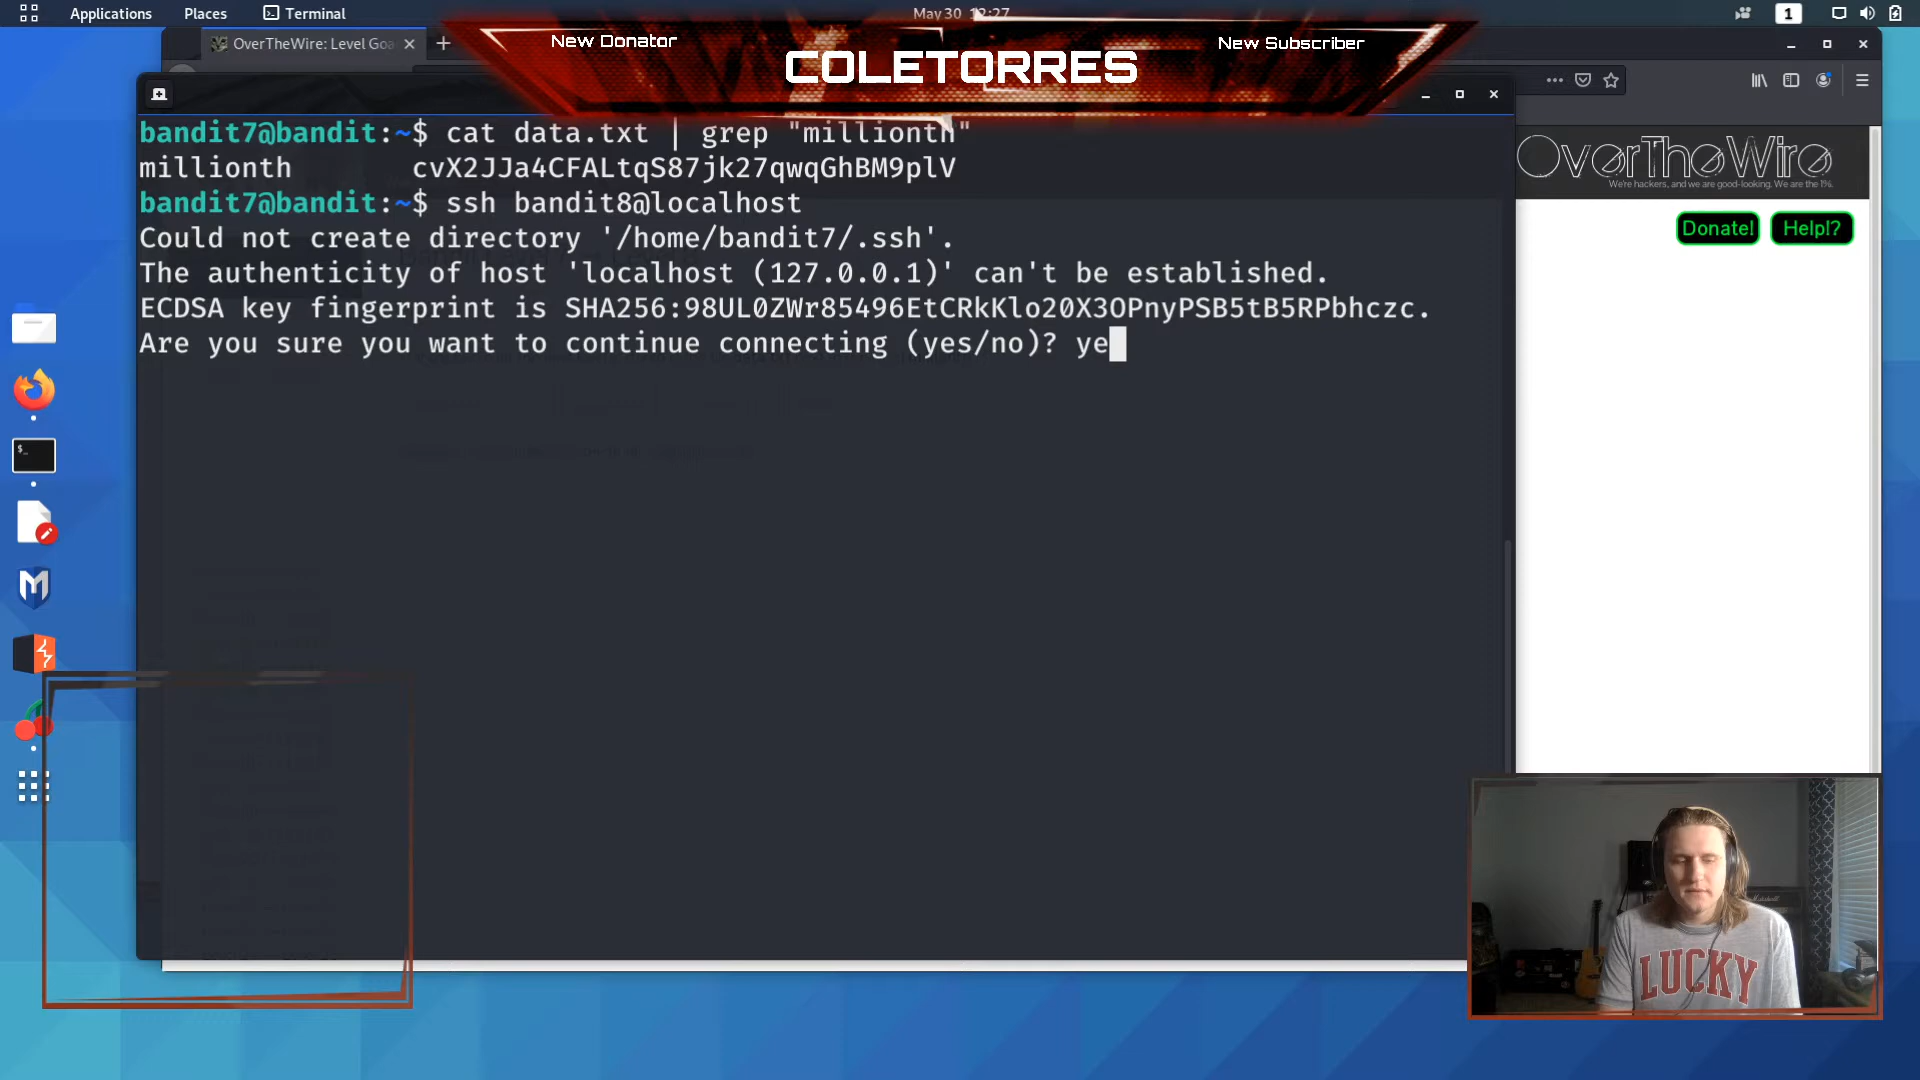 Applications Places Terminal May 30 12:27 1
New Donator COLETORRES New Subscriber
OverTheWire: Level Goa
bandit7@bandit:~$ cat data.txt | grep "millionth"
millionth cvX2JJa4CFALtqS87jk27qwqGhBM9plV
bandit7@bandit:~$ ssh bandit8@localhost
Could not create directory '/home/bandit7/.ssh'.
The authenticity of host 'localhost (127.0.0.1)' can't be established.
ECDSA key fingerprint is SHA256:98UL0ZWr85496EtCRkKlo20X3OPnyPSB5tB5RPbhczc.
Are you sure you want to continue connecting (yes/no)? ye
OverTheWire
We're hackers, and we are good-looking. We are the 1%.
Donate! Help!?
LUCKY